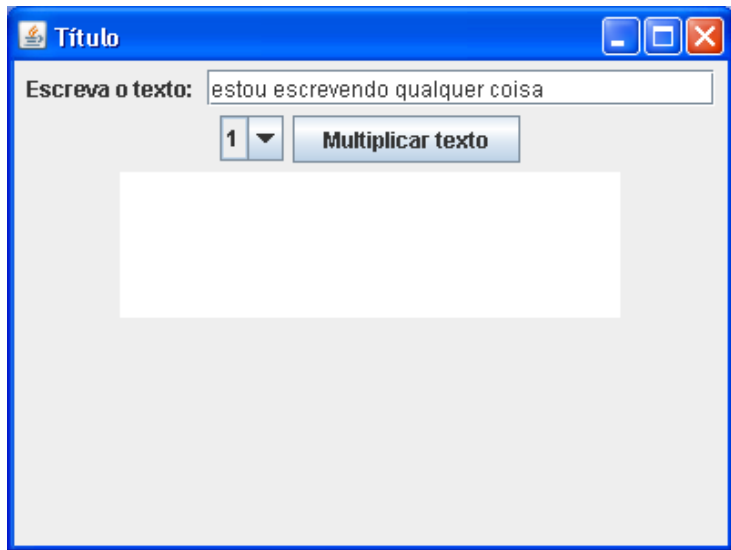 Título
Escreva o texto: estou escrevendo qualquer coisa
1 Multiplicar texto